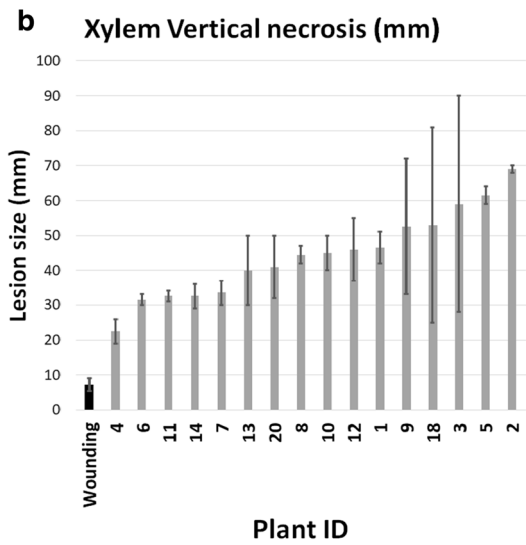 b
Xylem Vertical necrosis (mm)
Lesion size (mm)
100
90
80
70
60
50
40
30
20
10
0
Wounding 4 6 11 14 7 13 20 8 10 12 1 9 18 3 5 2
Plant ID